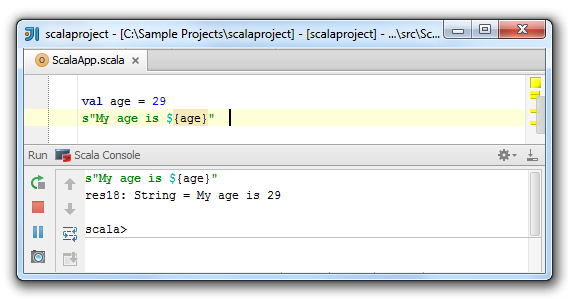 scalaproject - [C:\Sample Projects\scalaproject] - [scalaproject] - ...\src\Sc...
ScalaApp.scala
val age = 29
s"My age is ${age}"
Run Scala Console
s"My age is ${age}"
res18: String = My age is 29
scala>